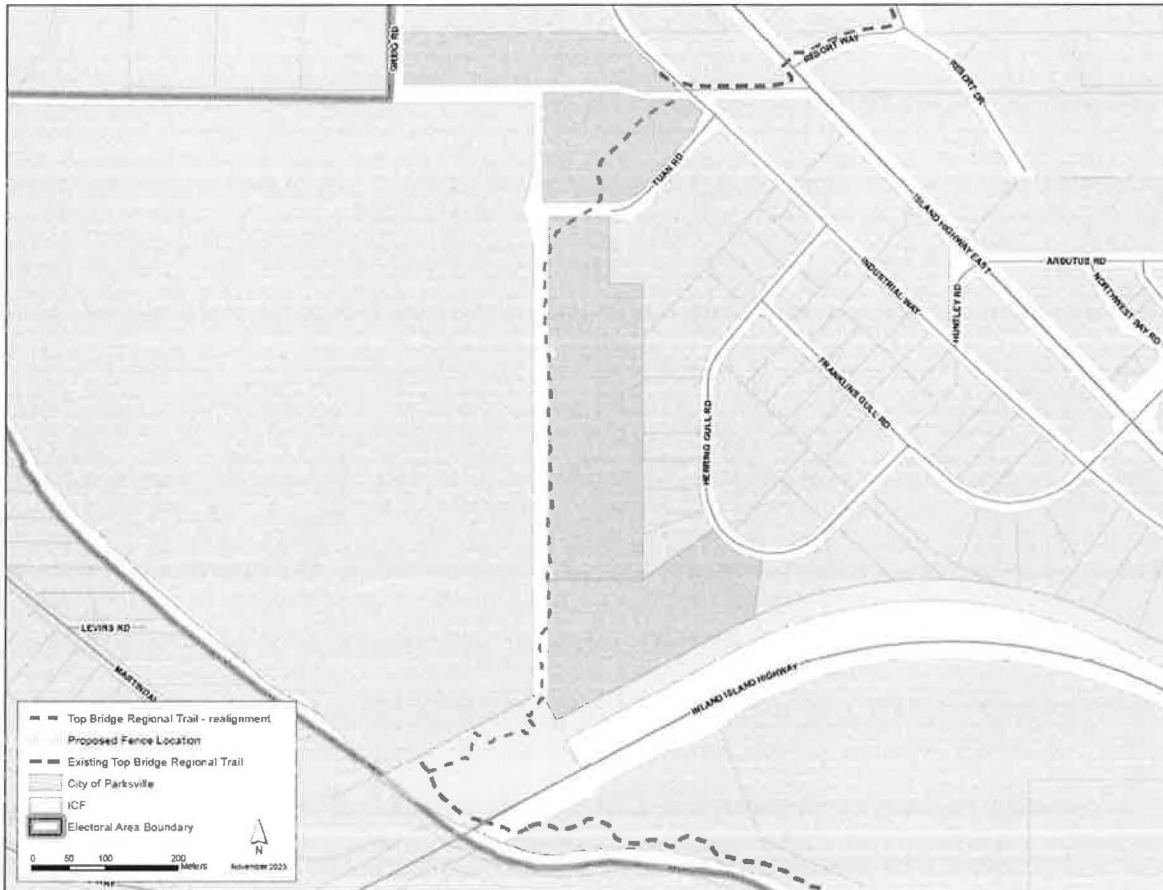 GREIG RD
RESORT WAY
RESORT DR
TUAN RD
ISLAND HIGHWAY EAST
ARBUTUS RD
NORTHWEST BAY RD
INDUSTRIAL WAY
HUNTLEY RD
FRANKLINS GULL RD
HERRING GULL RD
LEVIRS RD
INLAND ISLAND HIGHWAY
Top Bridge Regional Trail - realignment
Proposed Fence Location
Existing Top Bridge Regional Trail
City of Parksville
ICF
Electoral Area Boundary
N
0 50 100 200
Meters
November 2023